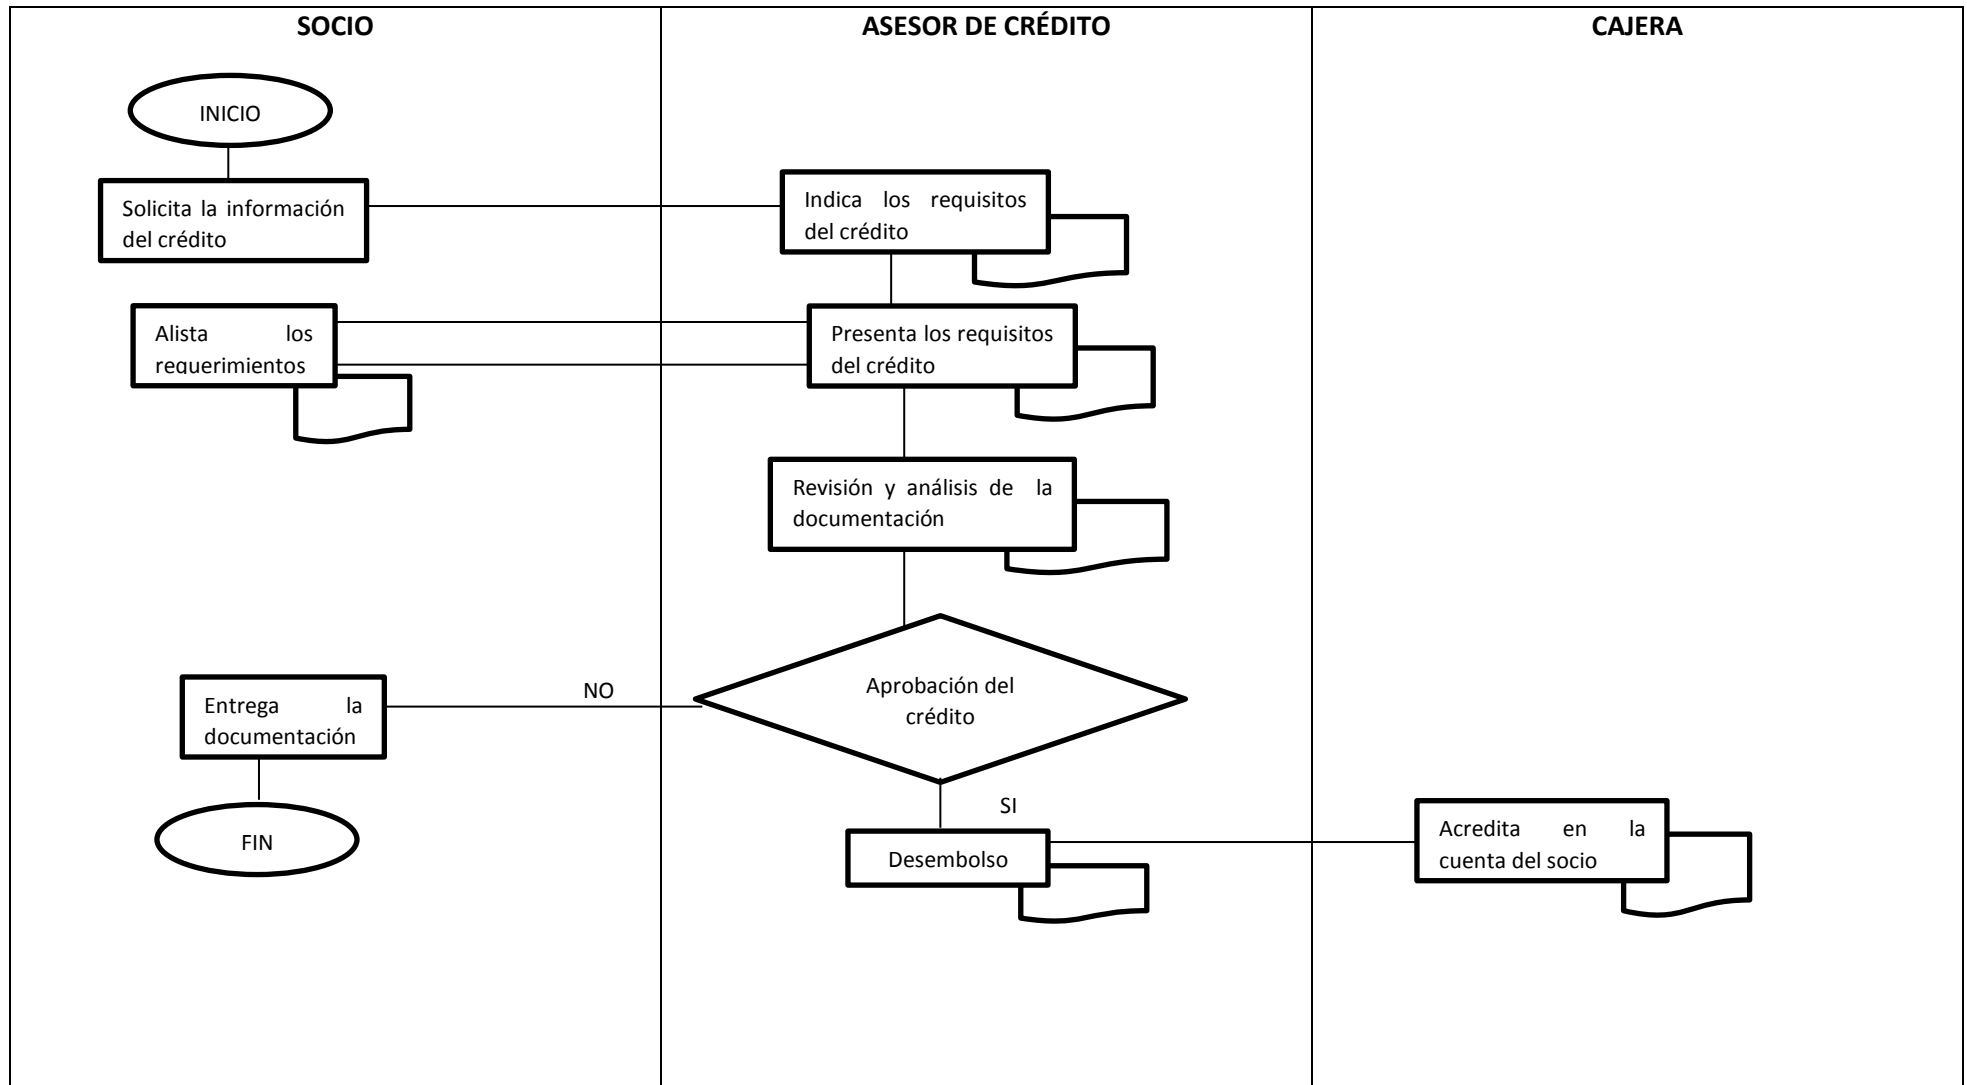 SOCIO
ASESOR DE CRÉDITO
CAJERA
INICIO
Solicita la información
del crédito
Indica los requisitos
del crédito
Alista los
requerimientos
Presenta los requisitos
del crédito
Revisión y análisis de la
documentación
Aprobación del
crédito
NO
Entrega la
documentación
FIN
SI
Desembolso
Acredita en la
cuenta del socio